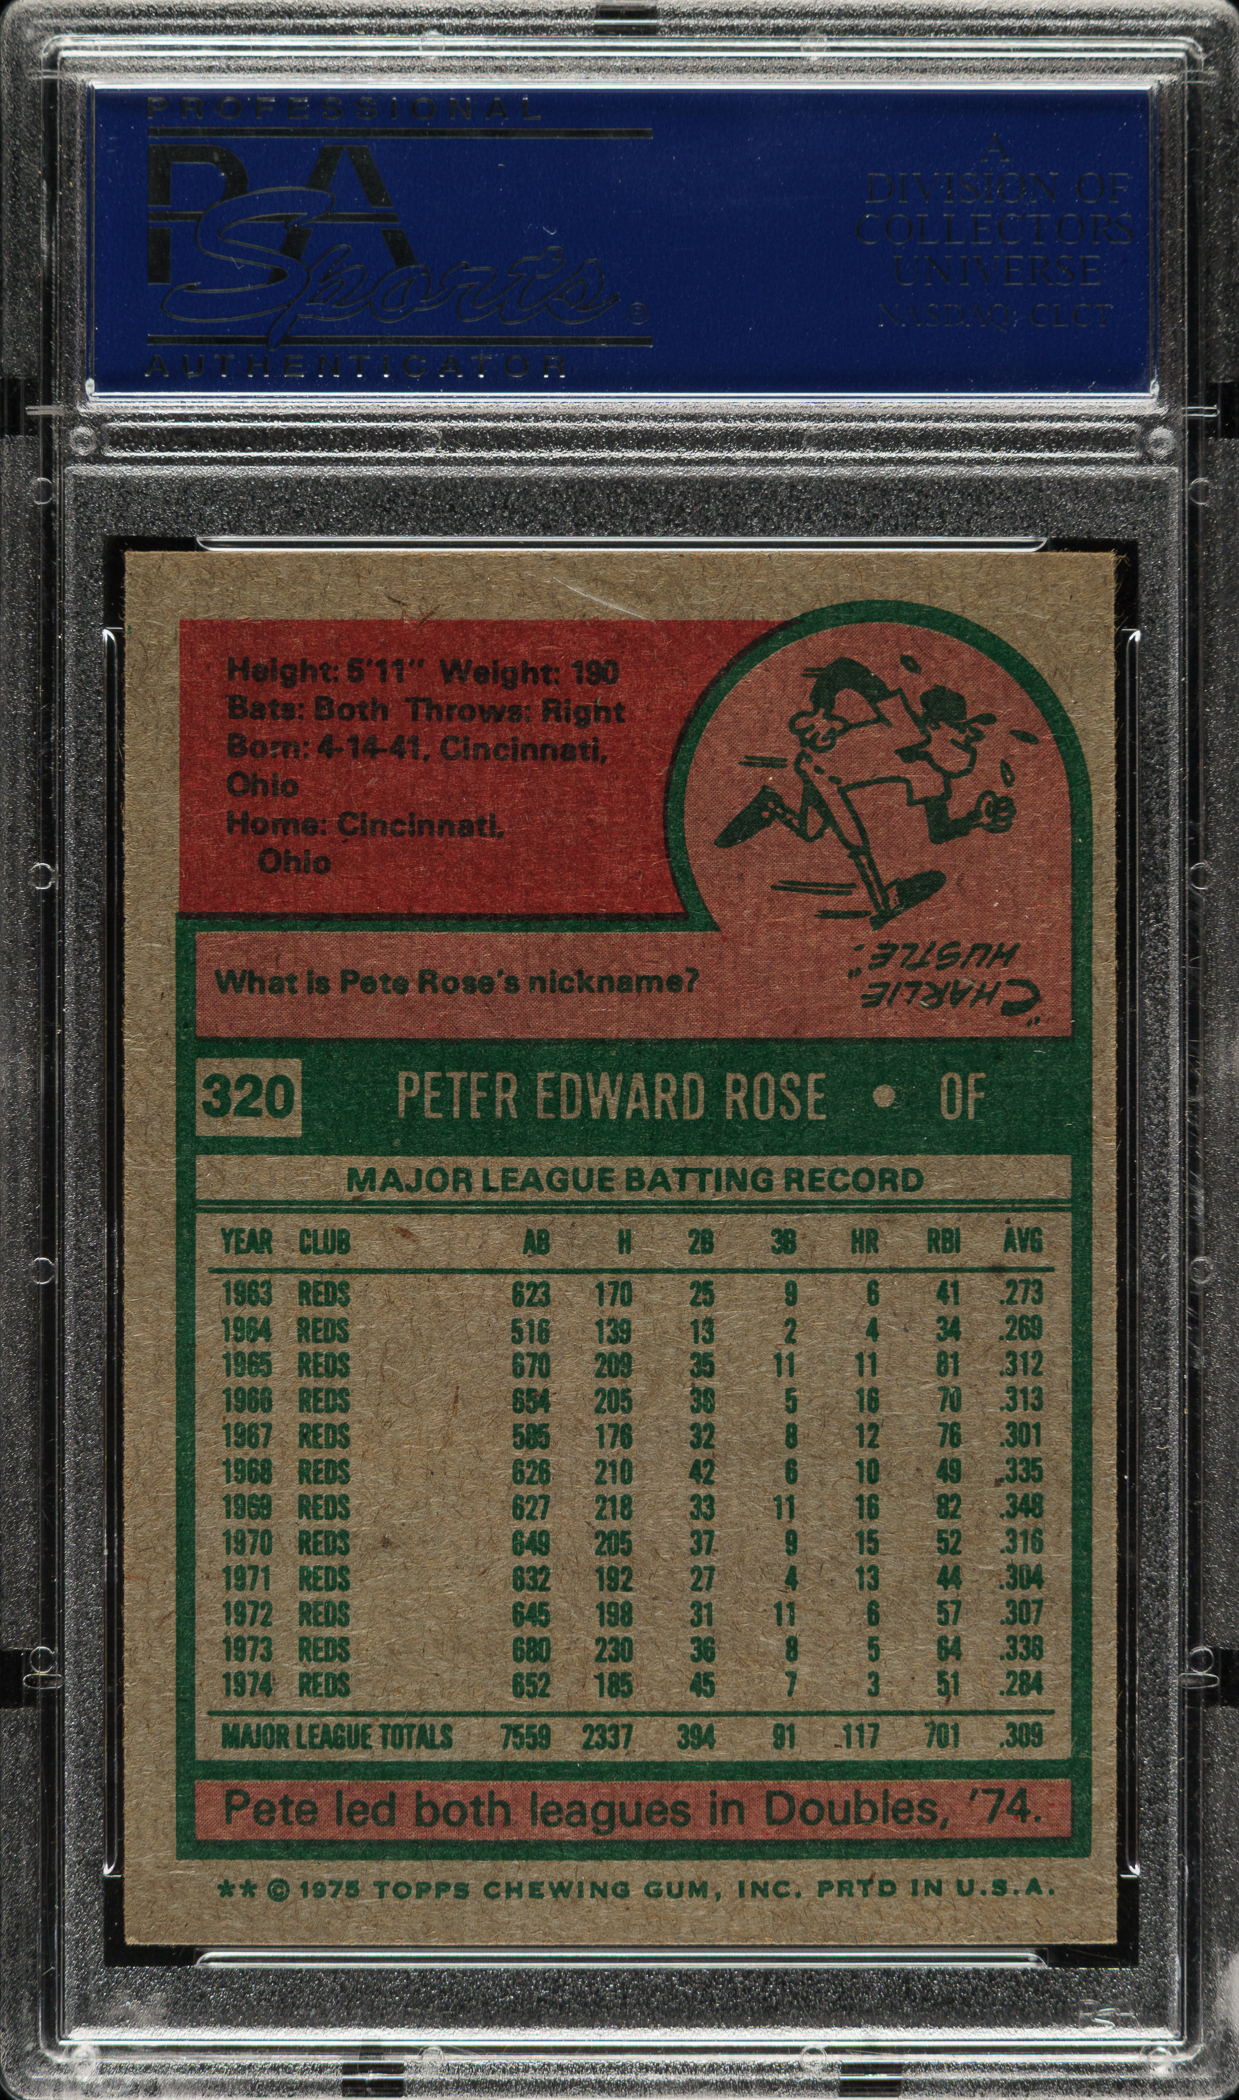 PROFESSIONAL
PSA
Sports®
AUTHENTICATOR
A
DIVISION OF
COLLECTORS
UNIVERSE
NASDAQ: CLCT
Height: 5'11" Weight: 190
Bats: Both Throws: Right
Born: 4-14-41, Cincinnati,
Ohio
Home: Cincinnati,
Ohio
What is Pete Rose's nickname?
"CHARLIE
HUSTLE."
320 PETER EDWARD ROSE • OF
MAJOR LEAGUE BATTING RECORD
YEAR CLUB AB H 2B 3B HR RBI AVG
1963 REDS 623 170 25 9 6 41 .273
1964 REDS 516 139 13 2 4 34 .269
1965 REDS 670 209 35 11 11 81 .312
1966 REDS 654 205 38 5 16 70 .313
1967 REDS 585 176 32 8 12 76 .301
1968 REDS 626 210 42 6 10 49 .335
1969 REDS 627 218 33 11 16 82 .348
1970 REDS 649 205 37 9 15 52 .316
1971 REDS 632 192 27 4 13 44 .304
1972 REDS 645 198 31 11 6 57 .307
1973 REDS 680 230 36 8 5 64 .338
1974 REDS 652 185 45 7 3 51 .284
MAJOR LEAGUE TOTALS 7559 2337 394 91 117 701 .309
Pete led both leagues in Doubles, '74.
** © 1975 TOPPS CHEWING GUM, INC. PRTD IN U.S.A.